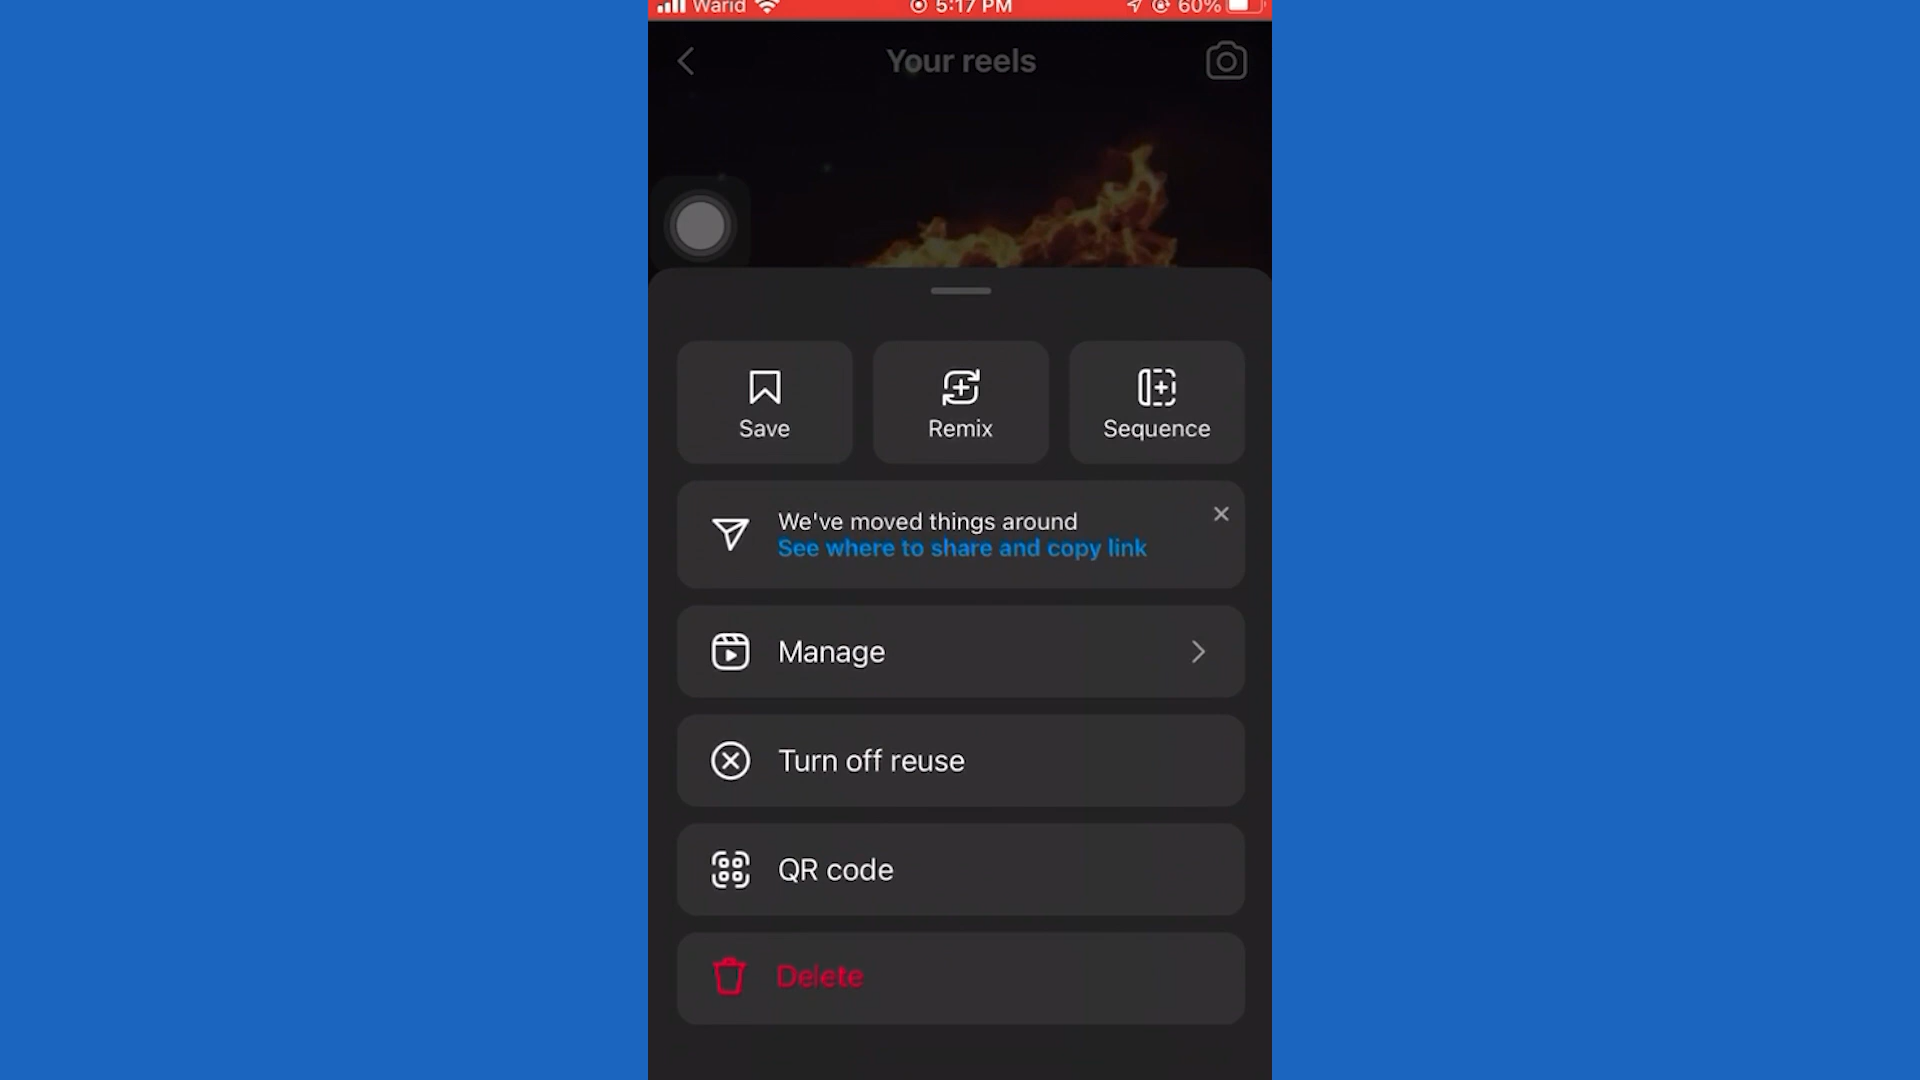 Warid 5:17 PM 60%
Your reels
Save Remix Sequence
We've moved things around
See where to share and copy link
Manage
Turn off reuse
QR code
Delete